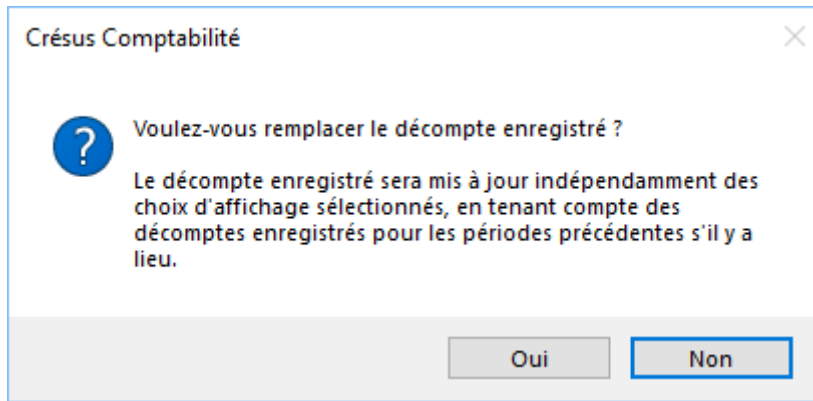 Crésus Comptabilité
Voulez-vous remplacer le décompte enregistré ?
Le décompte enregistré sera mis à jour indépendamment des
choix d'affichage sélectionnés, en tenant compte des
décomptes enregistrés pour les périodes précédentes s'il y a
lieu.
Oui
Non